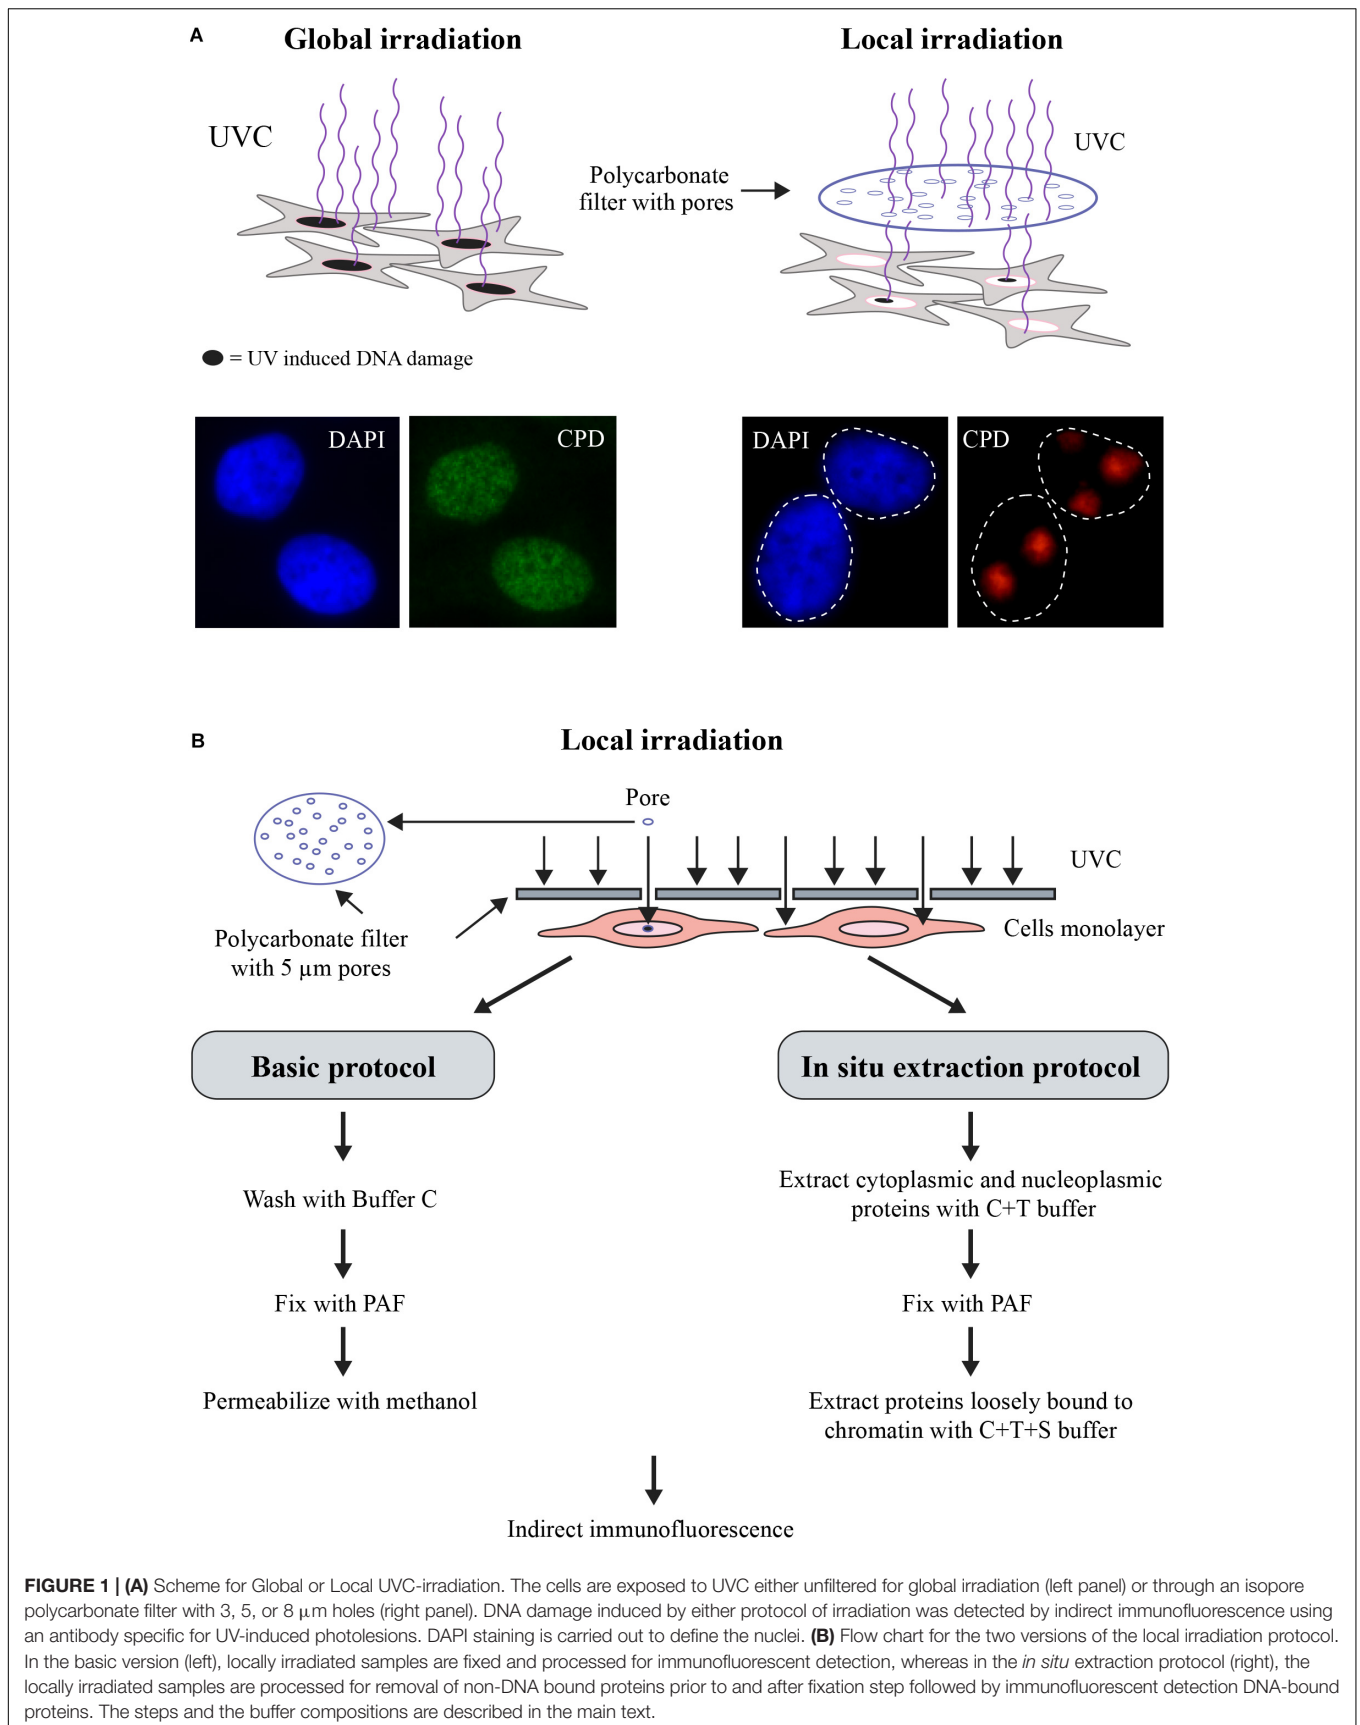 A
Global irradiation
Local irradiation
UVC
UVC
Polycarbonate
filter with pores
= UV induced DNA damage
DAPI
CPD
DAPI
CPD
B
Local irradiation
Pore
UVC
Cells monolayer
Polycarbonate filter
with 5 µm pores
Basic protocol
In situ extraction protocol
Wash with Buffer C
Extract cytoplasmic and nucleoplasmic
proteins with C+T buffer
Fix with PAF
Fix with PAF
Permeabilize with methanol
Extract proteins loosely bound to
chromatin with C+T+S buffer
Indirect immunofluorescence
FIGURE 1 | (A) Scheme for Global or Local UVC-irradiation. The cells are exposed to UVC either unfiltered for global irradiation (left panel) or through an isopore
polycarbonate filter with 3, 5, or 8 µm holes (right panel). DNA damage induced by either protocol of irradiation was detected by indirect immunofluorescence using
an antibody specific for UV-induced photolesions. DAPI staining is carried out to define the nuclei. (B) Flow chart for the two versions of the local irradiation protocol.
In the basic version (left), locally irradiated samples are fixed and processed for immunofluorescent detection, whereas in the in situ extraction protocol (right), the
locally irradiated samples are processed for removal of non-DNA bound proteins prior to and after fixation step followed by immunofluorescent detection DNA-bound
proteins. The steps and the buffer compositions are described in the main text.